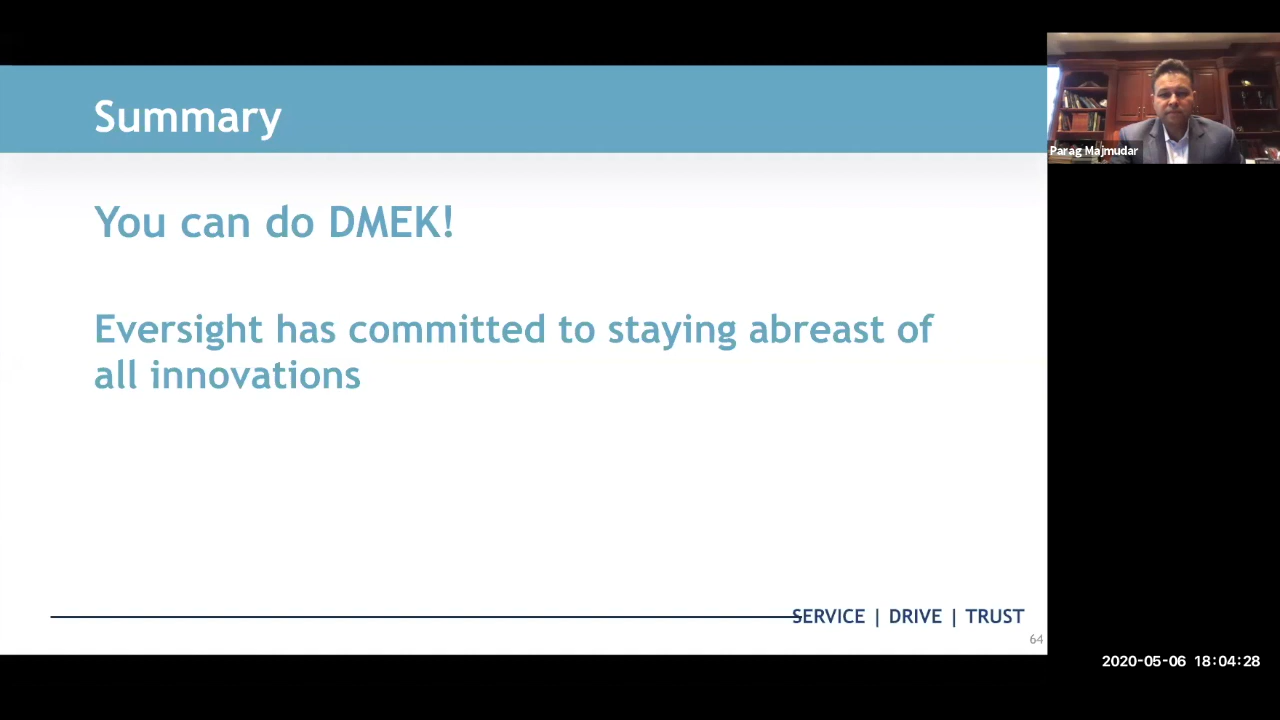 Summary
You can do DMEK!
Eversight has committed to staying abreast of
all innovations
SERVICE | DRIVE | TRUST
64
Parag Majmudar
2020-05-06 18:04:28